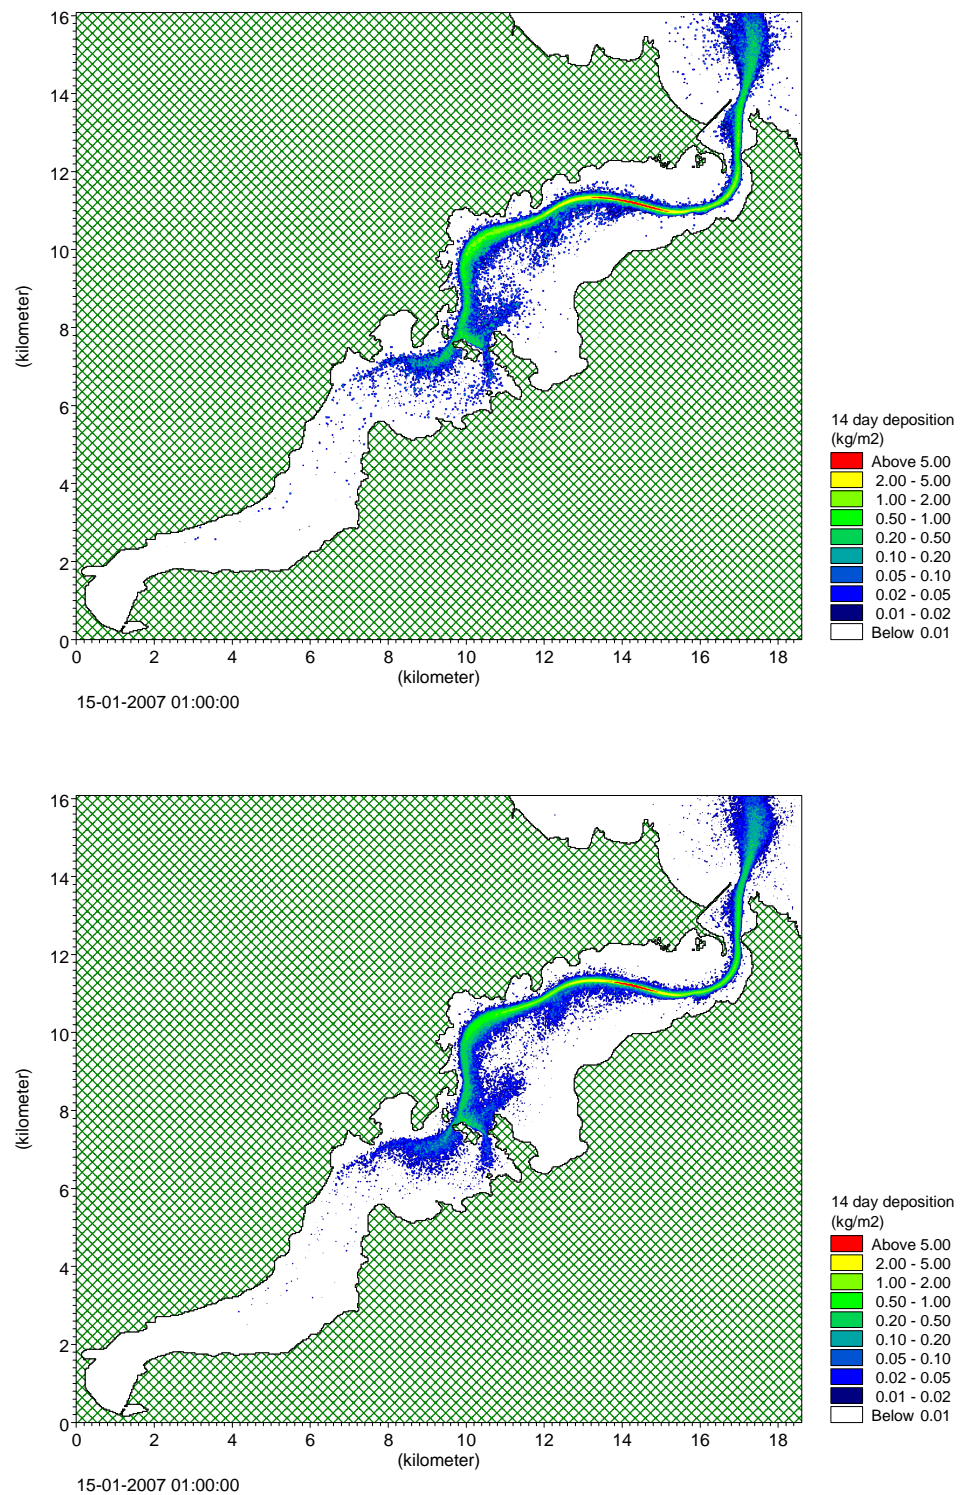 16
14
12
10
8
6
4
2
0
(kilometer)
0 2 4 6 8 10 12 14 16 18
(kilometer)
15-01-2007 01:00:00
14 day deposition
(kg/m2)
Above 5.00
2.00 - 5.00
1.00 - 2.00
0.50 - 1.00
0.20 - 0.50
0.10 - 0.20
0.05 - 0.10
0.02 - 0.05
0.01 - 0.02
Below 0.01
16
14
12
10
8
6
4
2
0
(kilometer)
0 2 4 6 8 10 12 14 16 18
(kilometer)
15-01-2007 01:00:00
14 day deposition
(kg/m2)
Above 5.00
2.00 - 5.00
1.00 - 2.00
0.50 - 1.00
0.20 - 0.50
0.10 - 0.20
0.05 - 0.10
0.02 - 0.05
0.01 - 0.02
Below 0.01